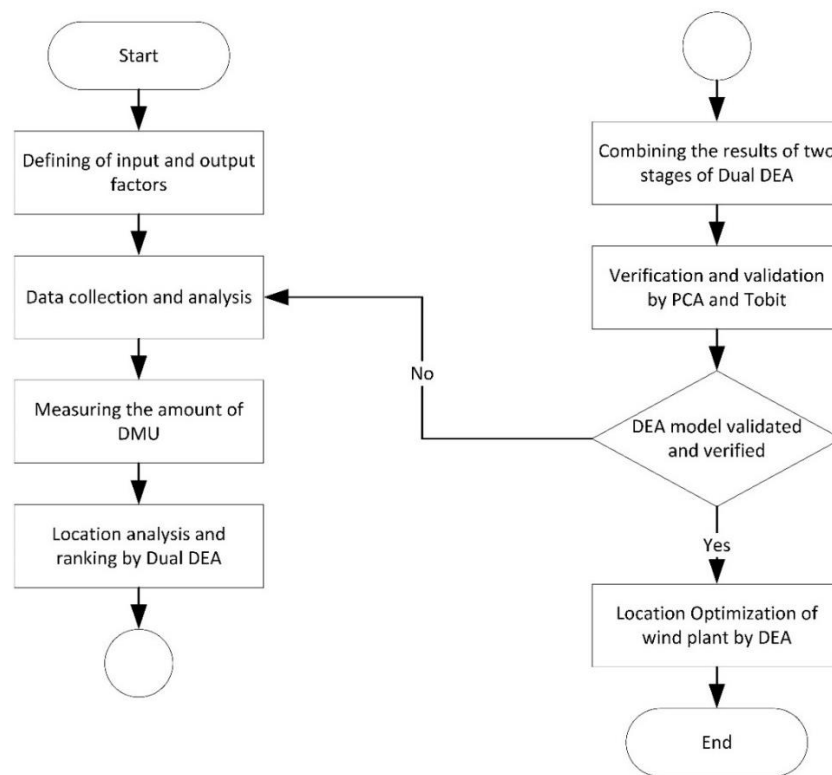 Start
Defining of input and output
factors
Data collection and analysis
Measuring the amount of
DMU
Location analysis and
ranking by Dual DEA
Combining the results of two
stages of Dual DEA
Verification and validation
by PCA and Tobit
No
DEA model validated
and verified
Yes
Location Optimization of
wind plant by DEA
End